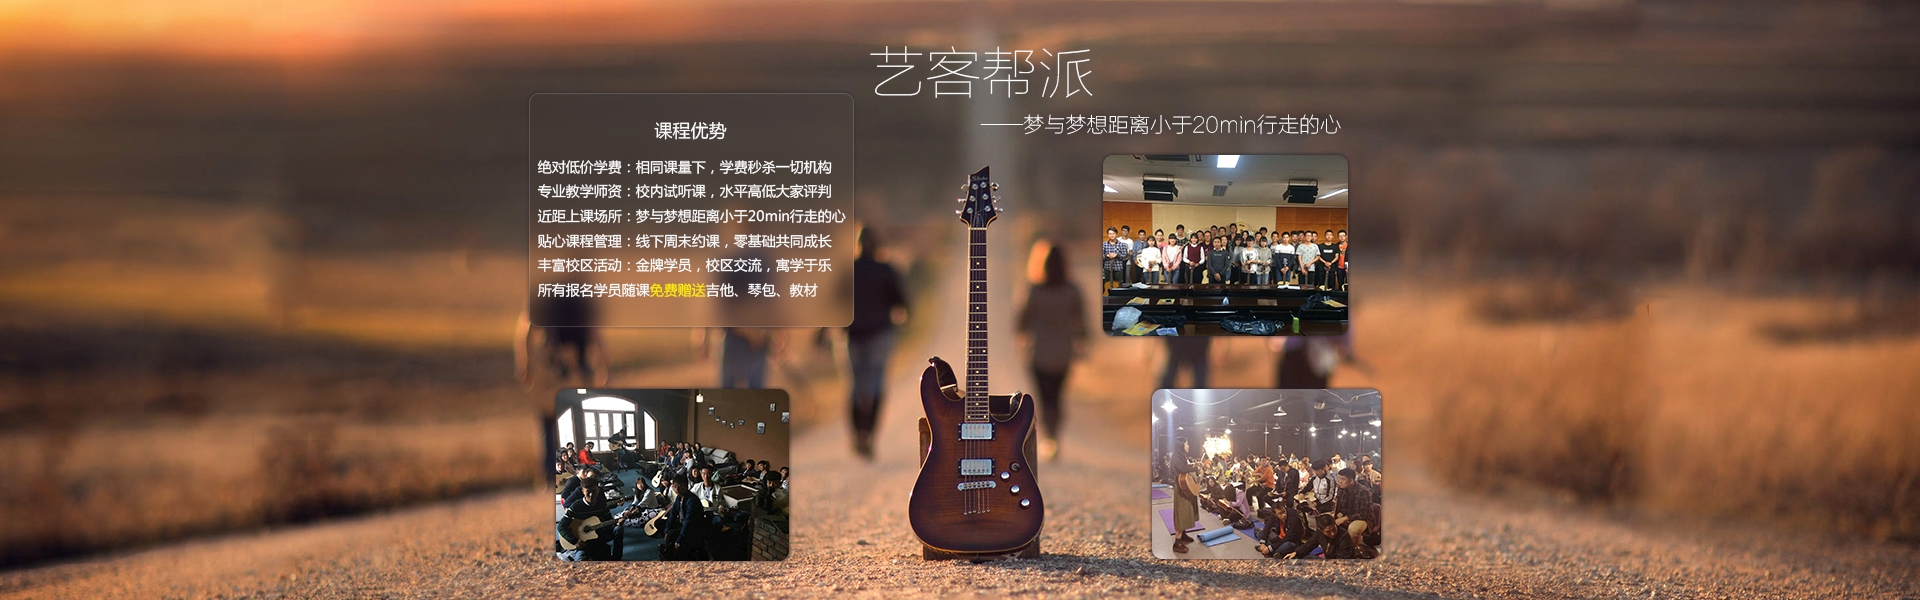 艺客帮派
——梦与梦想距离小于20min行走的心
课程优势
绝对低价学费：相同课量下，学费秒杀一切机构
专业教学师资：校内试听课，水平高低大家评判
近距上课场所：梦与梦想距离小于20min行走的心
贴心课程管理：线下周末约课，零基础共同成长
丰富校区活动：金牌学员，校区交流，寓学于乐
所有报名学员随课免费赠送吉他、琴包、教材